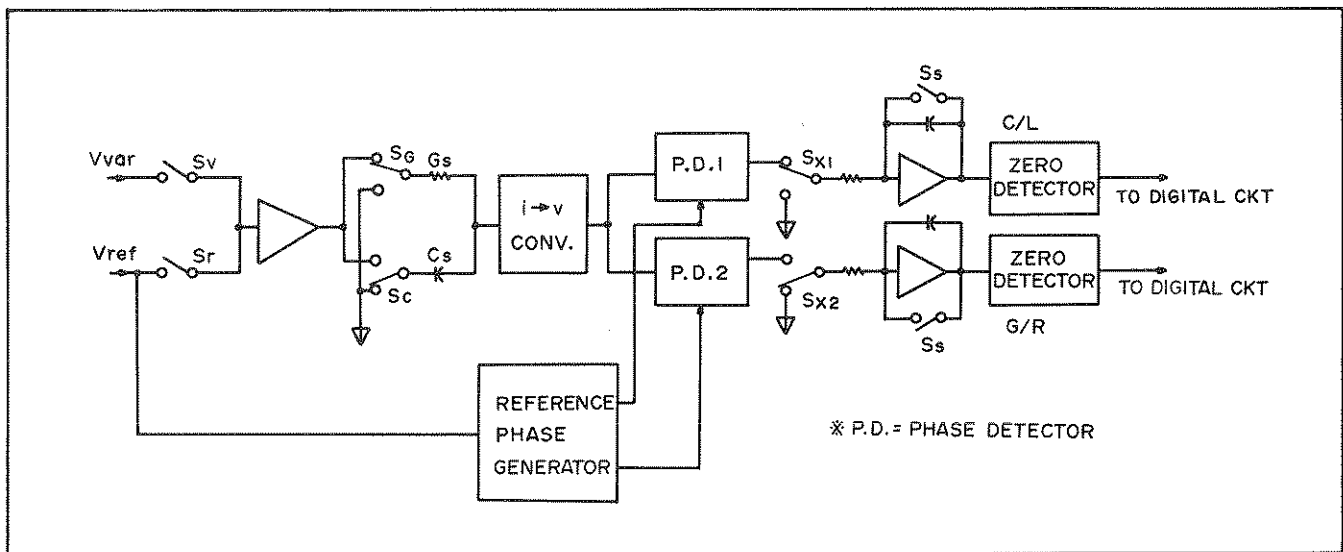 Ss
C/L
Vvar
Sv
SG
Gs
P.D.1
Sx1
ZERO
DETECTOR
TO DIGITAL CKT
i→v
CONV.
Vref
Sr
Cs
Sc
P.D.2
Sx2
ZERO
DETECTOR
TO DIGITAL CKT
G/R
Ss
REFERENCE
PHASE
GENERATOR
※ P.D.= PHASE DETECTOR